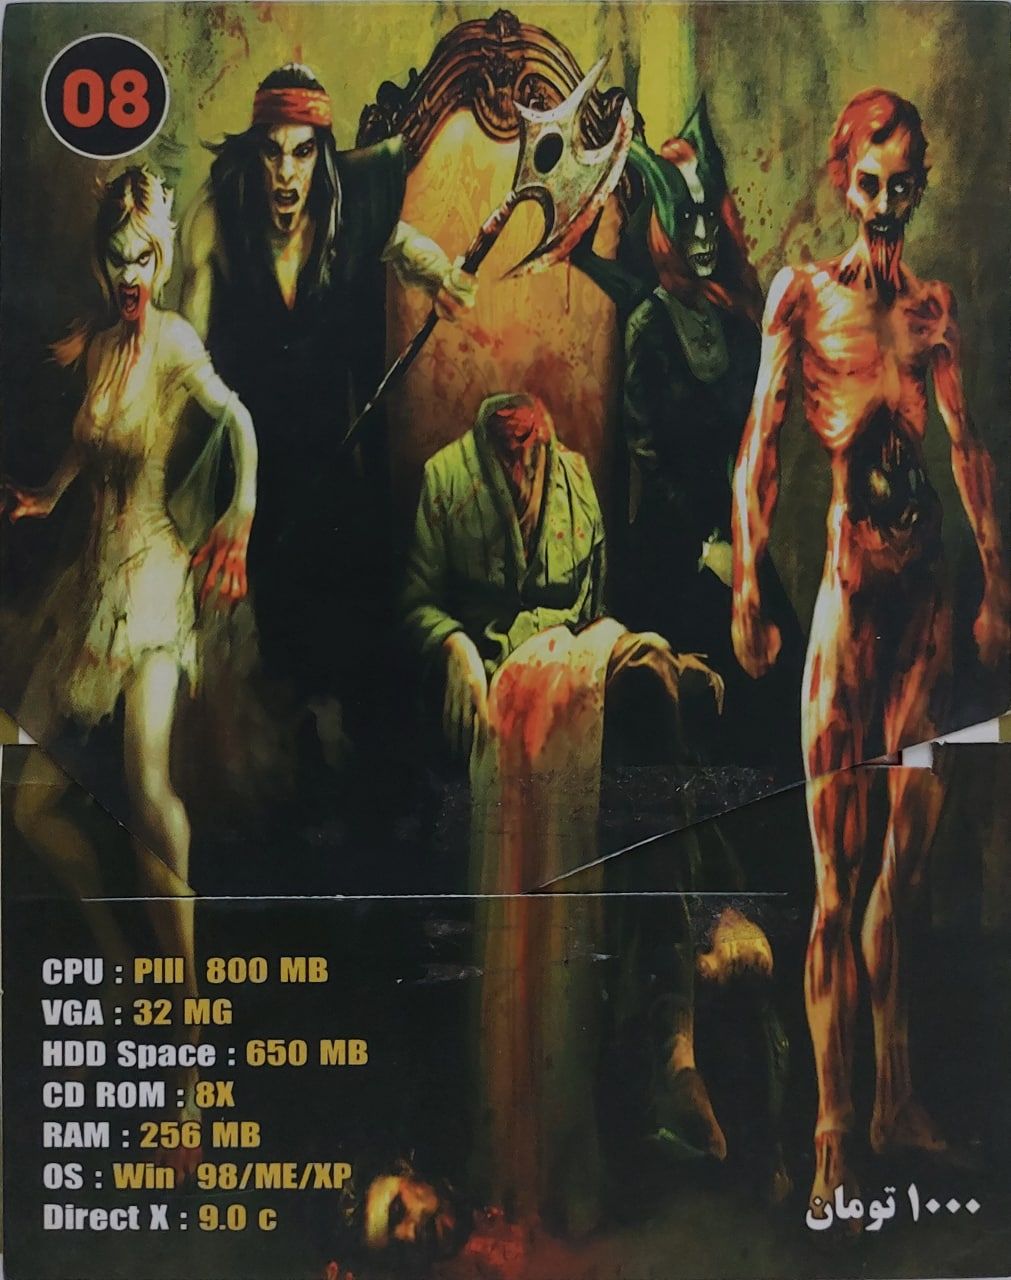 08
CPU : PIII 800 MB
VGA : 32 MG
HDD Space : 650 MB
CD ROM : 8X
RAM : 256 MB
OS : Win 98/ME/XP
Direct X : 9.0 c
۱۰۰۰ تومان